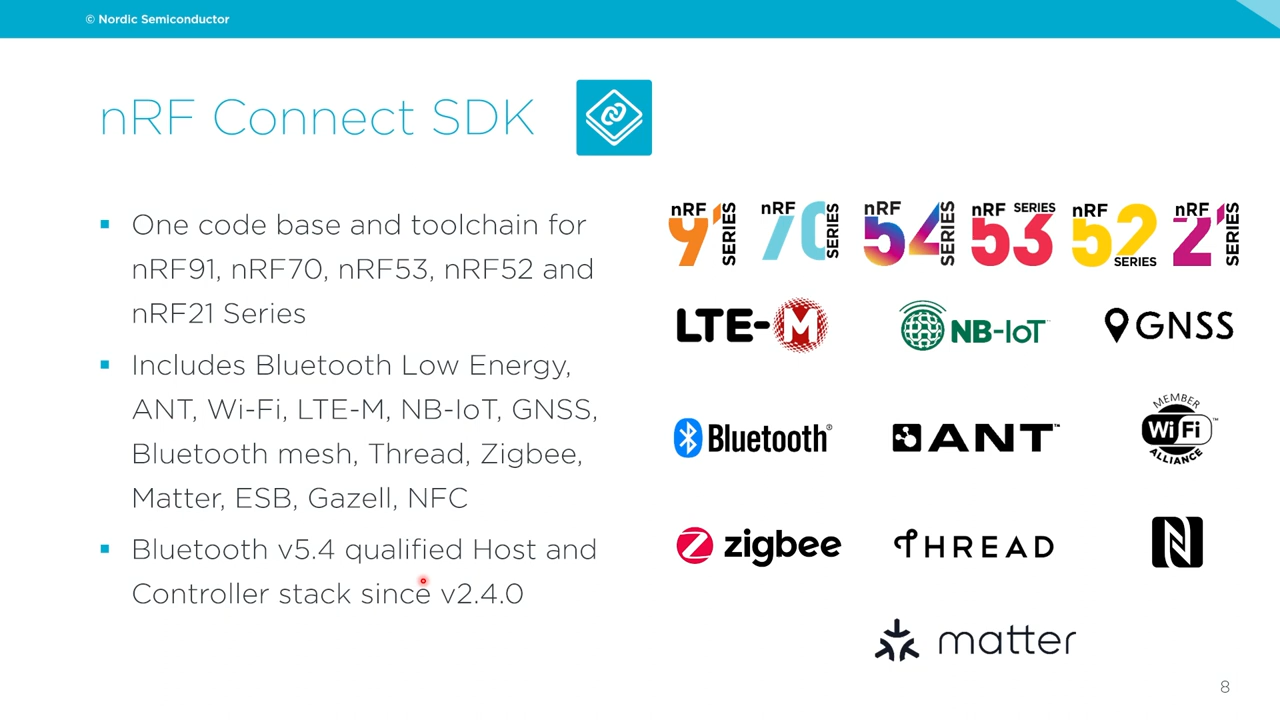 © Nordic Semiconductor
nRF Connect SDK
▪ One code base and toolchain for
nRF91, nRF70, nRF53, nRF52 and
nRF21 Series
▪ Includes Bluetooth Low Energy,
ANT, Wi-Fi, LTE-M, NB-IoT, GNSS,
Bluetooth mesh, Thread, Zigbee,
Matter, ESB, Gazell, NFC
▪ Bluetooth v5.4 qualified Host and
Controller stack since v2.4.0
nRF 91 SERIES
nRF 70 SERIES
nRF 54 SERIES
nRF 53 SERIES
nRF 52 SERIES
nRF 21 SERIES
LTE-M
NB-IoT™
GNSS
Bluetooth®
ANT™
MEMBER
Wi Fi™
ALLIANCE
zigbee
THREAD
N
matter
8